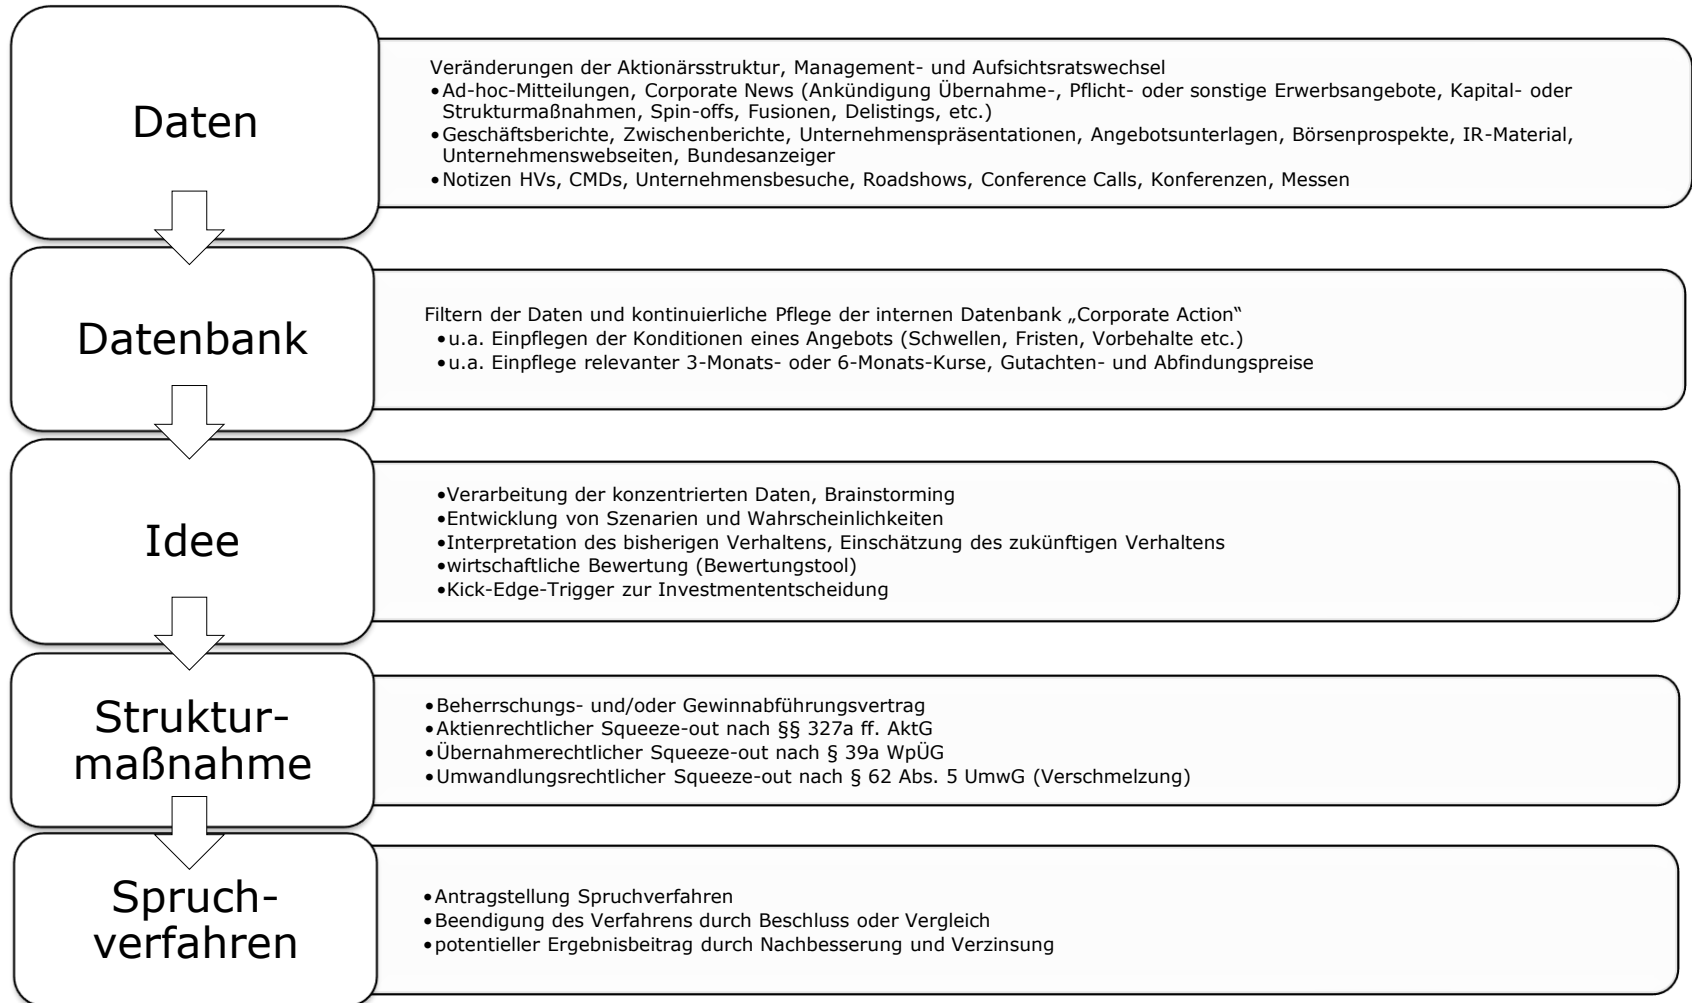 Daten
Veränderungen der Aktionärsstruktur, Management- und Aufsichtsratswechsel
•Ad-hoc-Mitteilungen, Corporate News (Ankündigung Übernahme-, Pflicht- oder sonstige Erwerbsangebote, Kapital- oder
Strukturmaßnahmen, Spin-offs, Fusionen, Delistings, etc.)
•Geschäftsberichte, Zwischenberichte, Unternehmenspräsentationen, Angebotsunterlagen, Börsenprospekte, IR-Material,
Unternehmenswebseiten, Bundesanzeiger
•Notizen HVs, CMDs, Unternehmensbesuche, Roadshows, Conference Calls, Konferenzen, Messen
Datenbank
Filtern der Daten und kontinuierliche Pflege der internen Datenbank „Corporate Action“
•u.a. Einpflegen der Konditionen eines Angebots (Schwellen, Fristen, Vorbehalte etc.)
•u.a. Einpflege relevanter 3-Monats- oder 6-Monats-Kurse, Gutachten- und Abfindungspreise
Idee
•Verarbeitung der konzentrierten Daten, Brainstorming
•Entwicklung von Szenarien und Wahrscheinlichkeiten
•Interpretation des bisherigen Verhaltens, Einschätzung des zukünftigen Verhaltens
•wirtschaftliche Bewertung (Bewertungstool)
•Kick-Edge-Trigger zur Investmententscheidung
Struktur-
maßnahme
•Beherrschungs- und/oder Gewinnabführungsvertrag
•Aktienrechtlicher Squeeze-out nach §§ 327a ff. AktG
•Übernahmerechtlicher Squeeze-out nach § 39a WpÜG
•Umwandlungsrechtlicher Squeeze-out nach § 62 Abs. 5 UmwG (Verschmelzung)
Spruch-
verfahren
•Antragstellung Spruchverfahren
•Beendigung des Verfahrens durch Beschluss oder Vergleich
•potentieller Ergebnisbeitrag durch Nachbesserung und Verzinsung